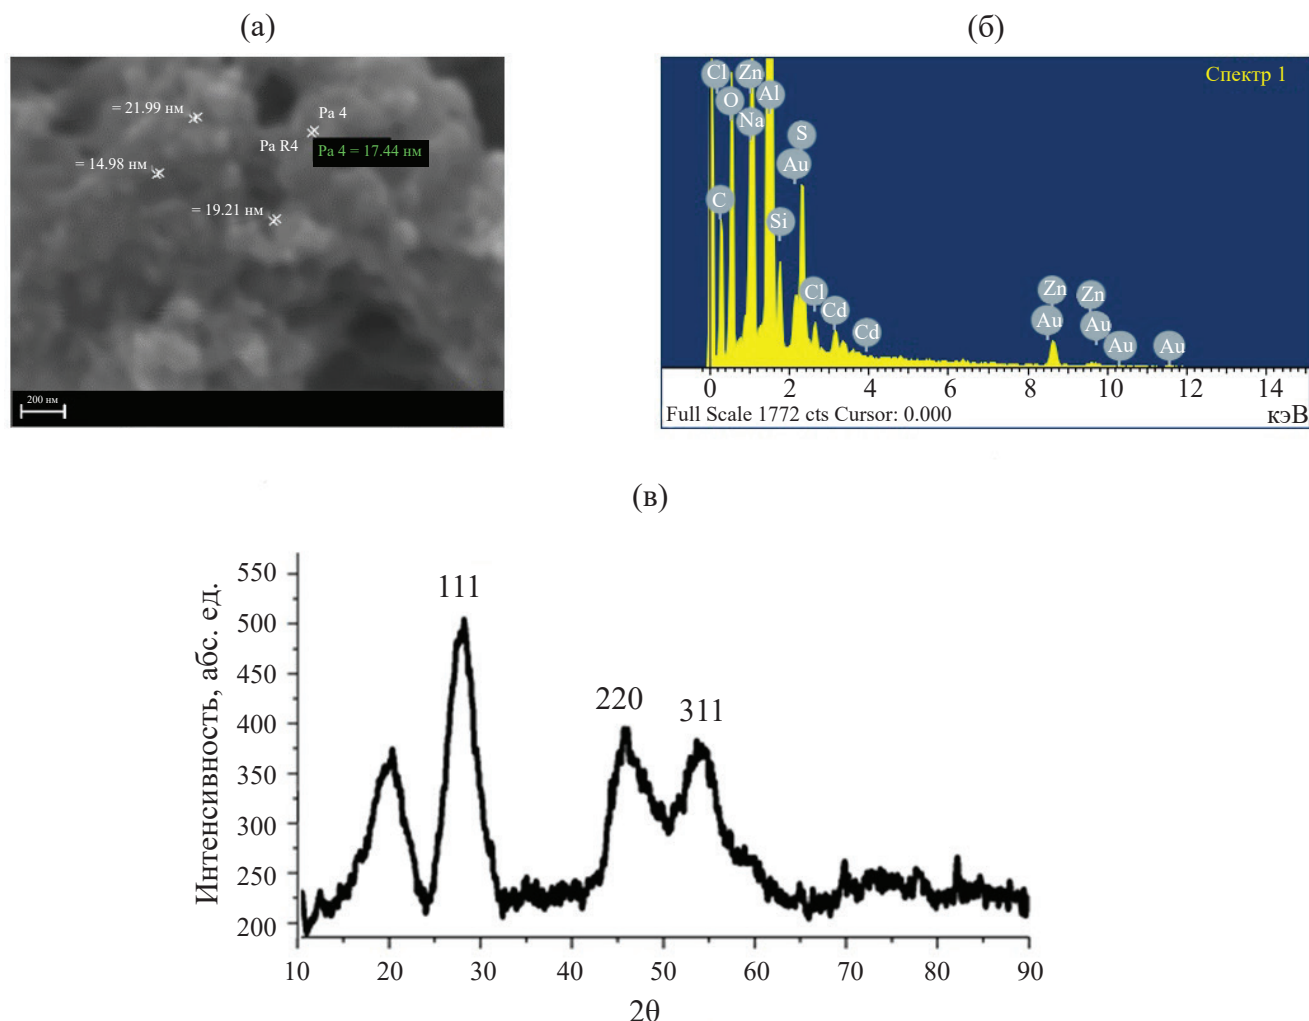 (а)
(б)
= 21.99 нм
Pa 4
Pa R4
Pa 4 = 17.44 нм
= 14.98 нм
= 19.21 нм
200 нм
Спектр 1
Cl
Zn
O
Al
Na
S
Au
C
Si
Cl
Cd
Cd
Zn
Zn
Au
Au
Au
Au
0 2 4 6 8 10 12 14
Full Scale 1772 cts Cursor: 0.000
кэВ
(в)
Интенсивность, абс. ед.
550
500
450
400
350
300
250
200
111
220
311
10 20 30 40 50 60 70 80 90
2θ